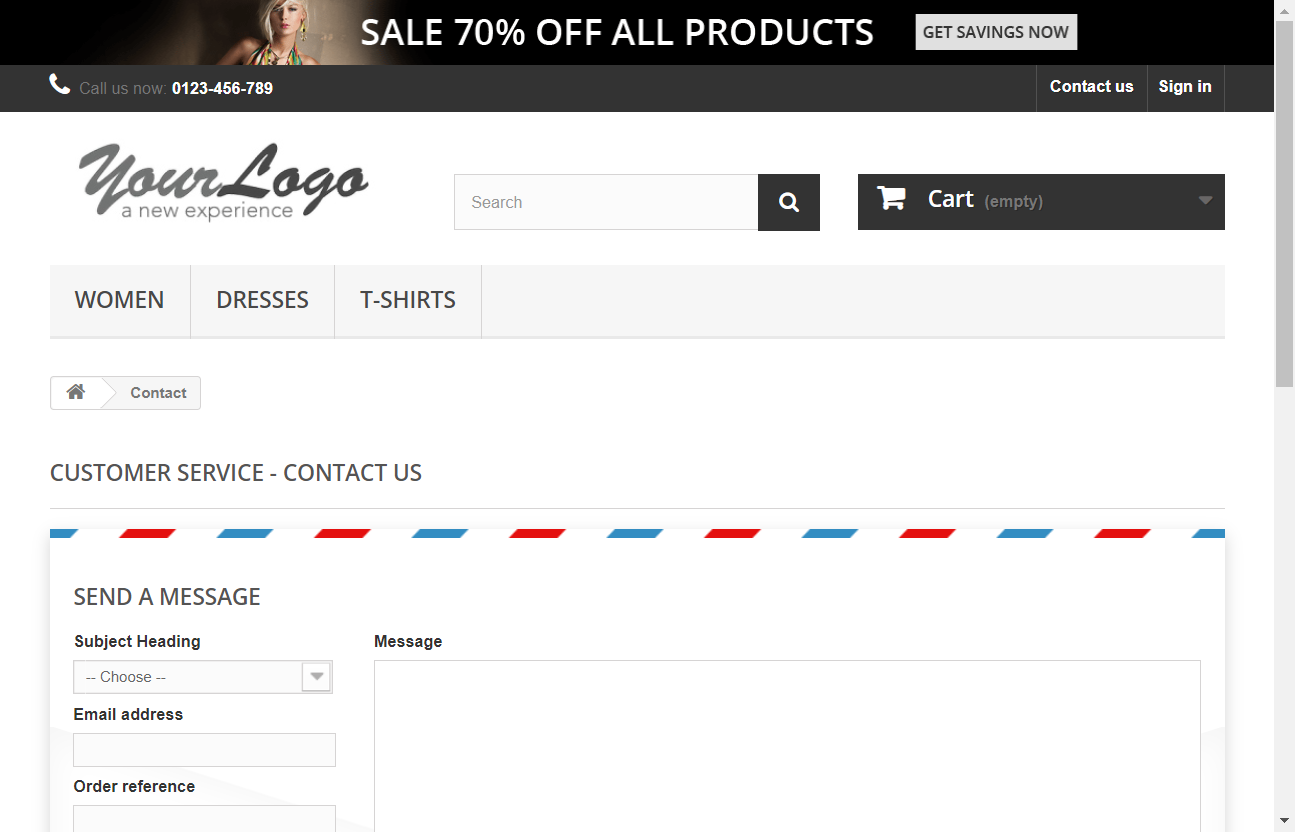 SALE 70% OFF ALL PRODUCTS GET SAVINGS NOW
Call us now: 0123-456-789 Contact us Sign in
YourLogo
a new experience
Search
Cart (empty)
WOMEN DRESSES T-SHIRTS
Contact
CUSTOMER SERVICE - CONTACT US
SEND A MESSAGE
Subject Heading Message
-- Choose --
Email address
Order reference